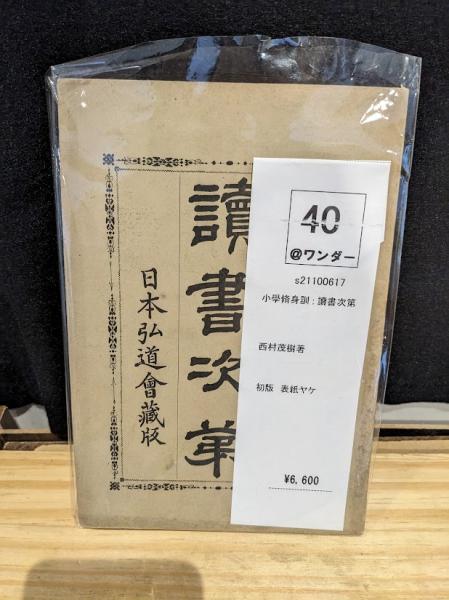 讀書次第
日本弘道會藏版
40
@ワンダー
s21100617
小學脩身訓:讀書次第
西村茂樹著
初版 表紙ヤケ
¥6,600